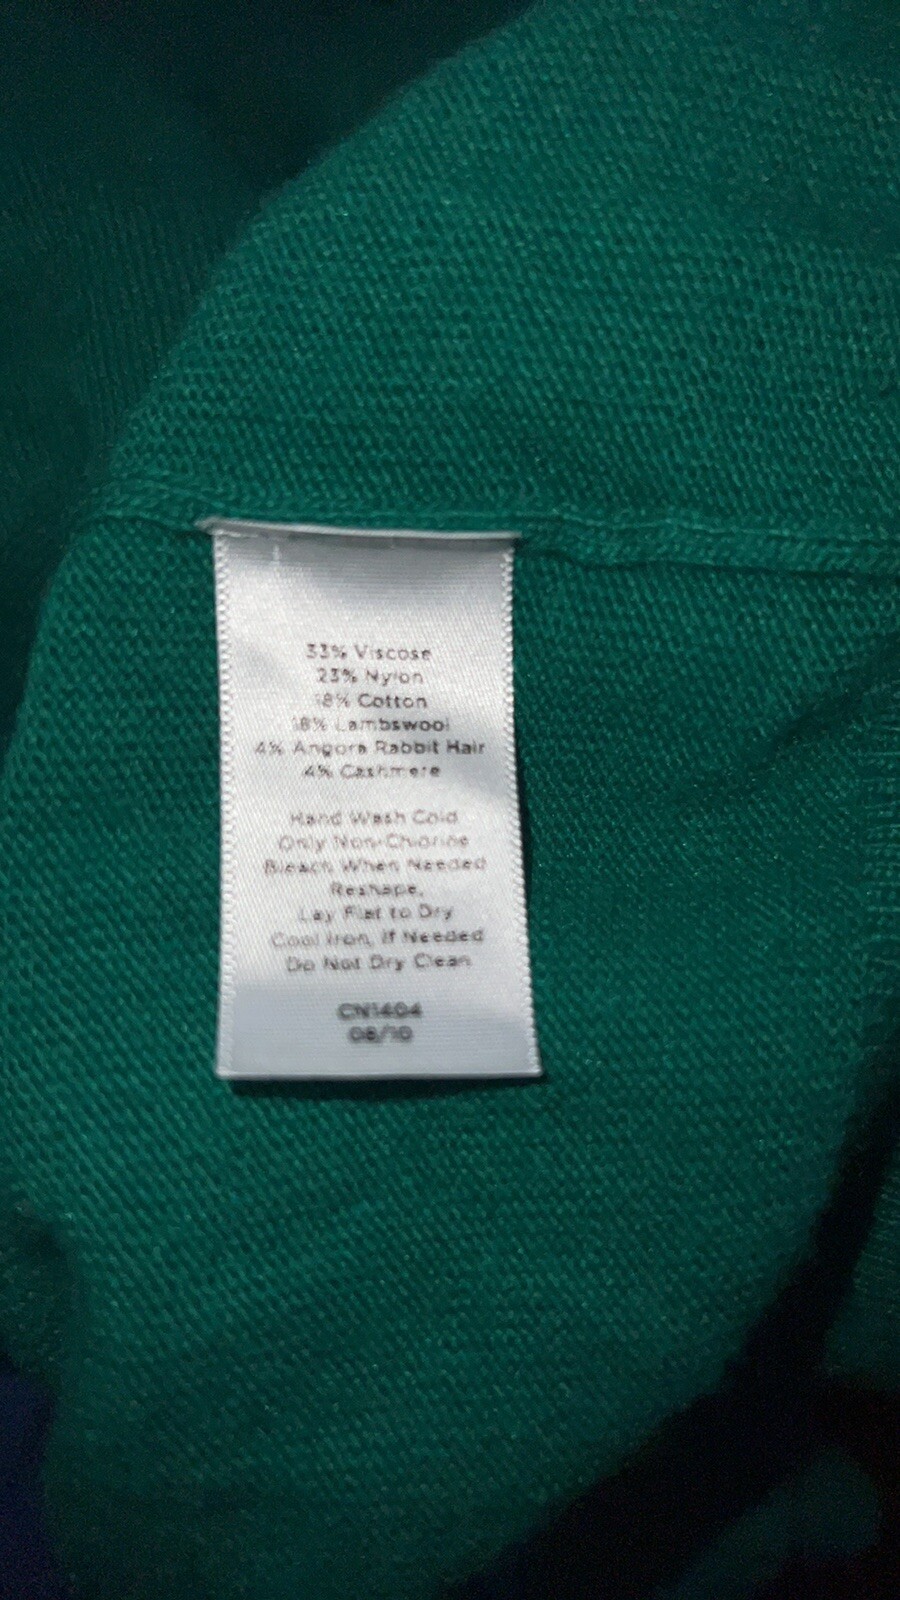 33% Viscose
23% Nylon
18% Cotton
18% Lambswool
4% Angora Rabbit Hair
4% Cashmere
Hand Wash Cold
Only Non-Chlorine
Bleach When Needed
Reshape,
Lay Flat to Dry
Cool Iron, If Needed
Do Not Dry Clean
CN1404
08/10